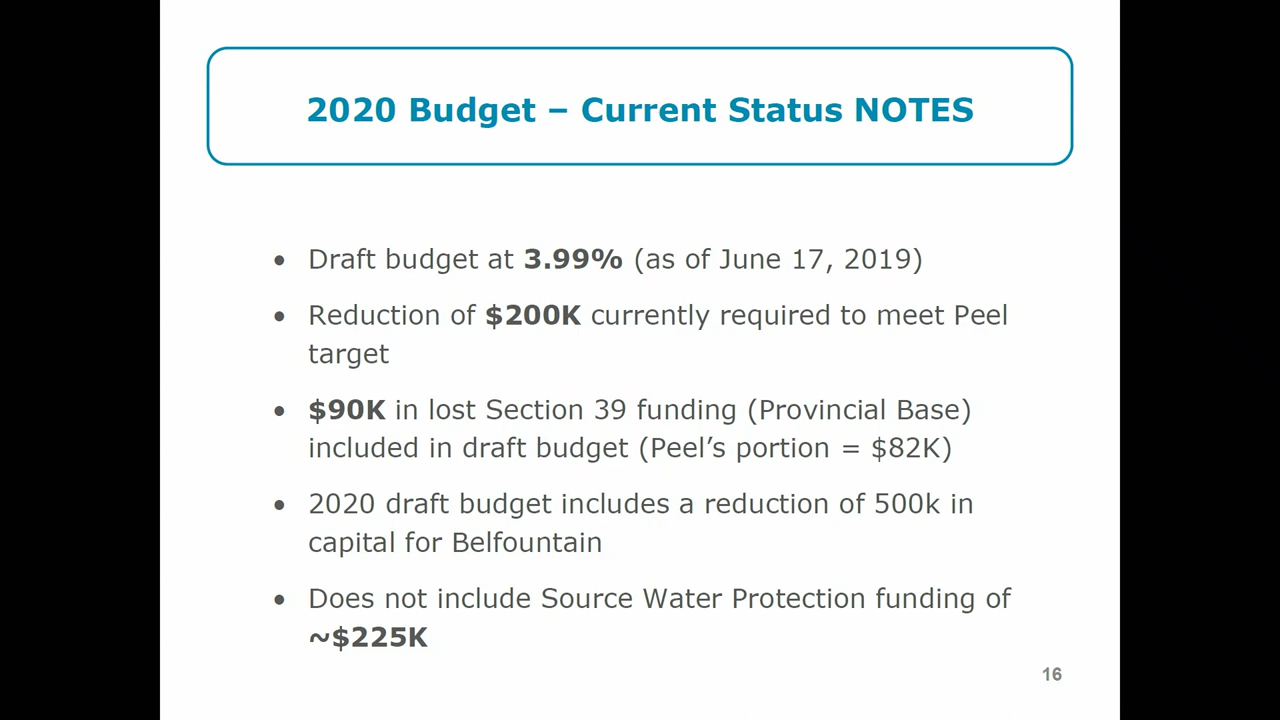 2020 Budget – Current Status NOTES
• Draft budget at 3.99% (as of June 17, 2019)
• Reduction of $200K currently required to meet Peel
target
• $90K in lost Section 39 funding (Provincial Base)
included in draft budget (Peel’s portion = $82K)
• 2020 draft budget includes a reduction of 500k in
capital for Belfountain
• Does not include Source Water Protection funding of
~$225K
16